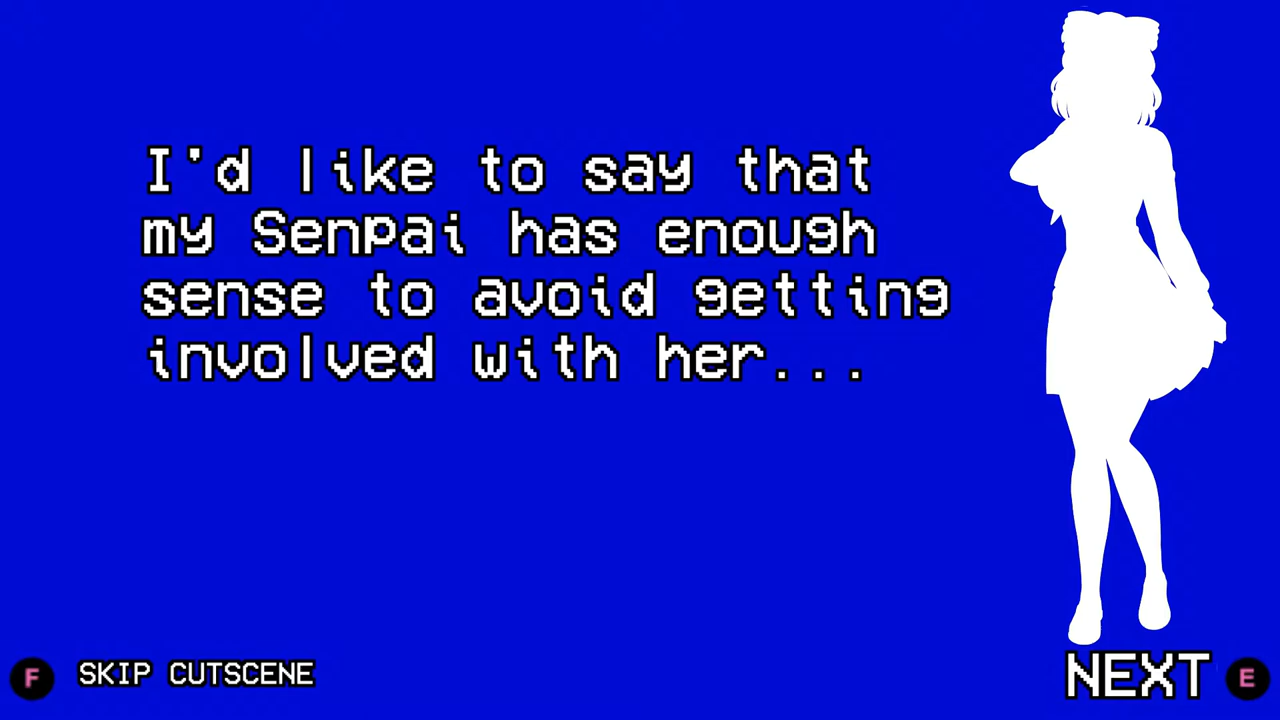 I'd like to say that
my Senpai has enough
sense to avoid getting
involved with her...
F SKIP CUTSCENE
NEXT E